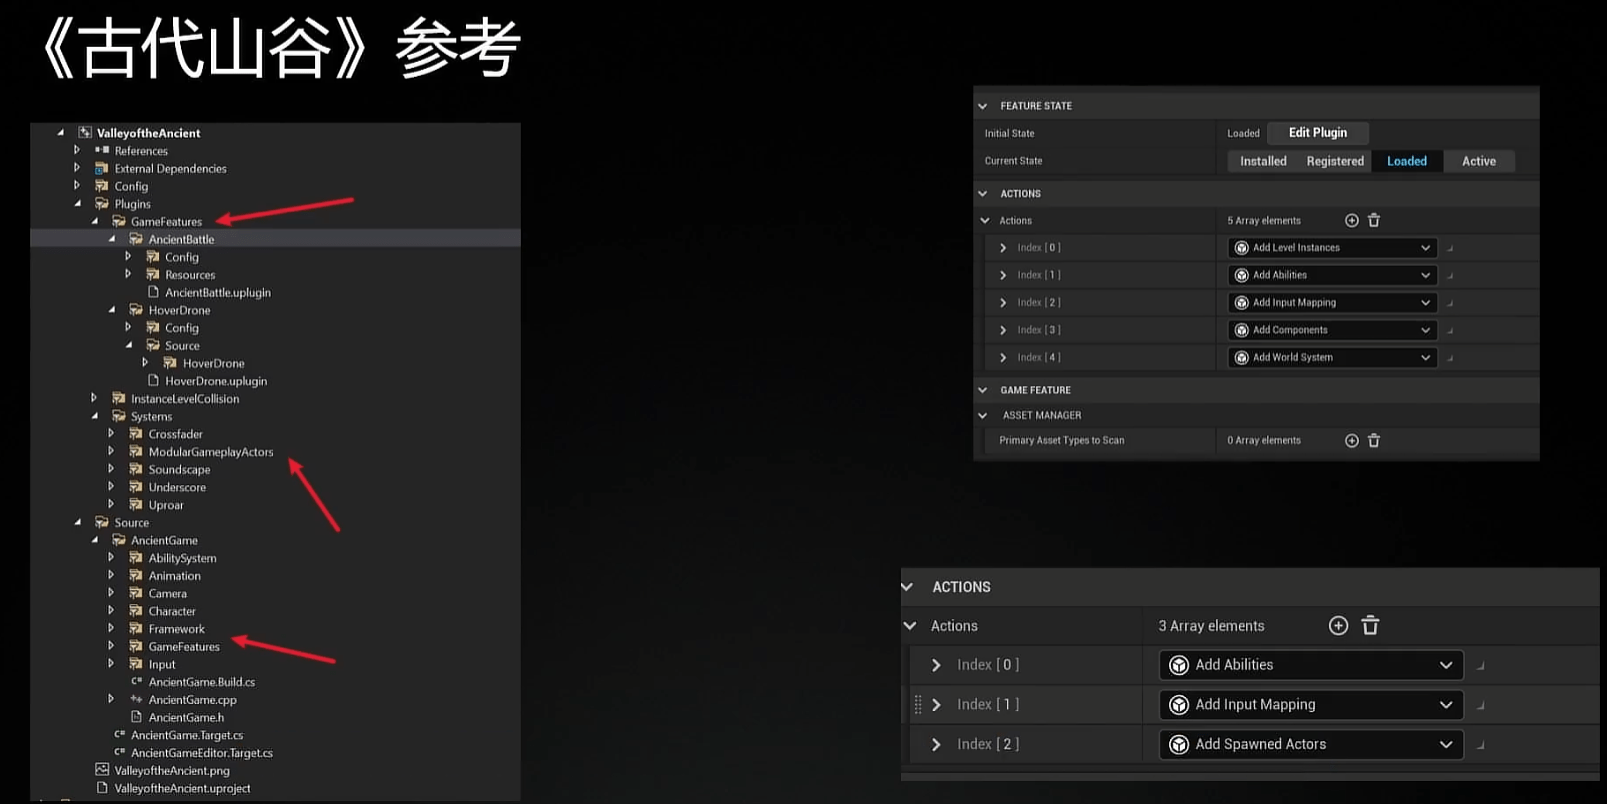 《古代山谷》参考
ValleyoftheAncient
References
External Dependencies
Config
Plugins
GameFeatures
AncientBattle
Config
Resources
AncientBattle.uplugin
HoverDrone
Config
Source
HoverDrone
HoverDrone.uplugin
InstanceLevelCollision
Systems
Crossfader
ModularGameplayActors
Soundscape
Underscore
Uproar
Source
AncientGame
AbilitySystem
Animation
Camera
Character
Framework
GameFeatures
Input
C# AncientGame.Build.cs
++ AncientGame.cpp
AncientGame.h
C# AncientGame.Target.cs
C# AncientGameEditor.Target.cs
ValleyoftheAncient.png
ValleyoftheAncient.uproject
FEATURE STATE
Initial State Loaded Edit Plugin
Current State Installed Registered Loaded Active
ACTIONS
Actions 5 Array elements
Index [ 0 ] Add Level Instances
Index [ 1 ] Add Abilities
Index [ 2 ] Add Input Mapping
Index [ 3 ] Add Components
Index [ 4 ] Add World System
GAME FEATURE
ASSET MANAGER
Primary Asset Types to Scan 0 Array elements
ACTIONS
Actions 3 Array elements
Index [ 0 ] Add Abilities
Index [ 1 ] Add Input Mapping
Index [ 2 ] Add Spawned Actors